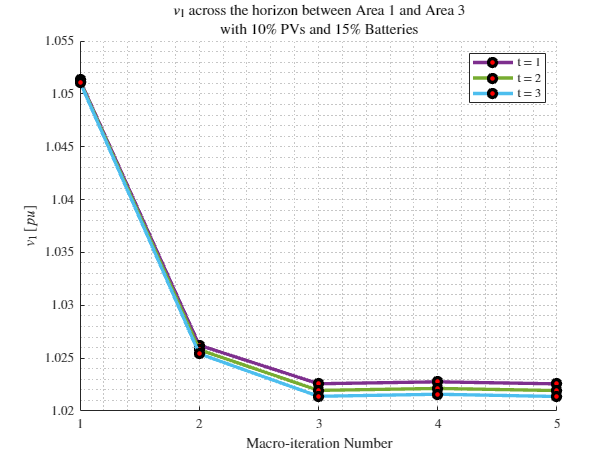 v₁ across the horizon between Area 1 and Area 3
with 10% PVs and 15% Batteries
1.055
1.05
1.045
1.04
1.035
1.03
1.025
1.02
v₁ [pu]
t = 1
t = 2
t = 3
1 2 3 4 5
Macro-iteration Number